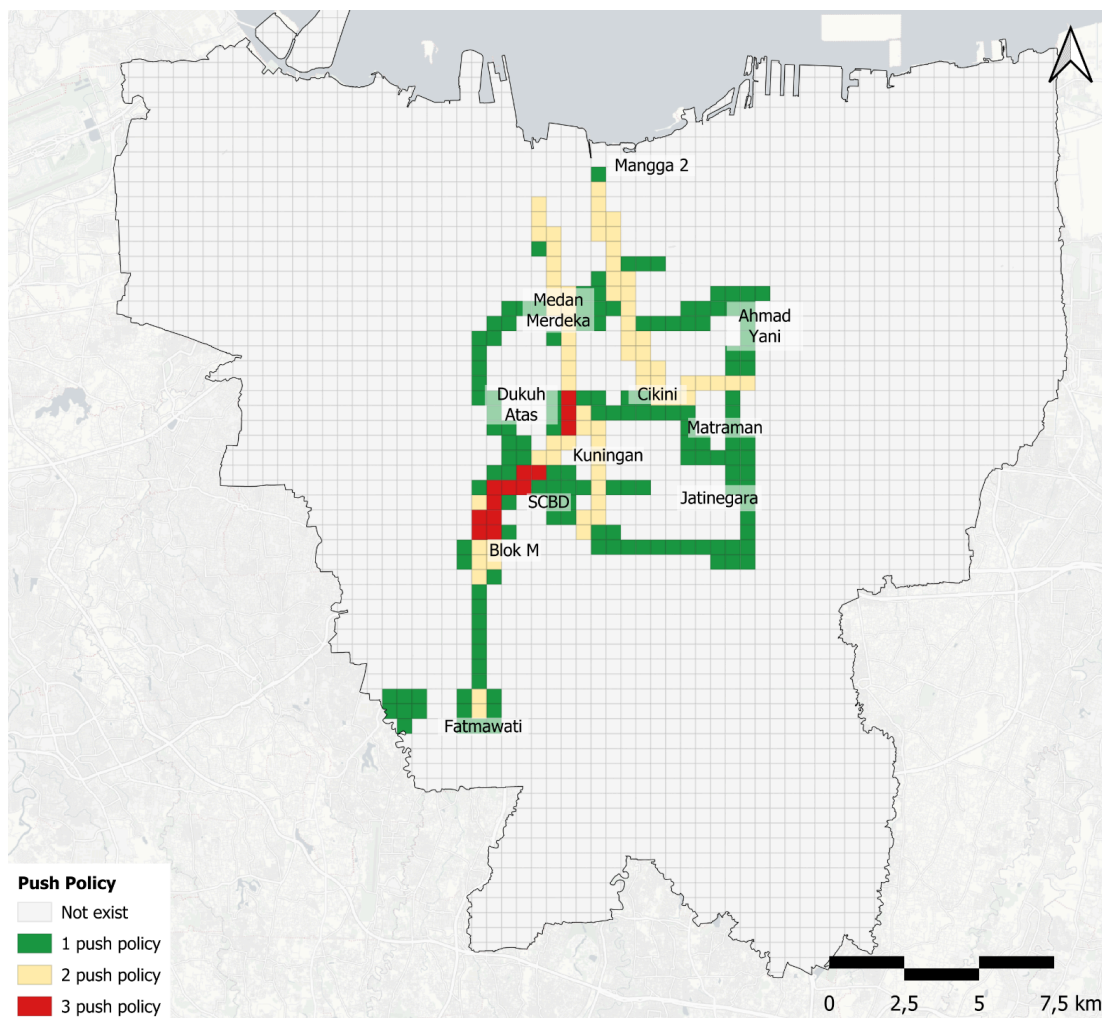 Mangga 2
Medan
Merdeka
Ahmad
Yani
Dukuh
Atas
Cikini
Matraman
Kuningan
SCBD
Jatinegara
Blok M
Fatmawati
Push Policy
Not exist
1 push policy
2 push policy
3 push policy
0 2,5 5 7,5 km